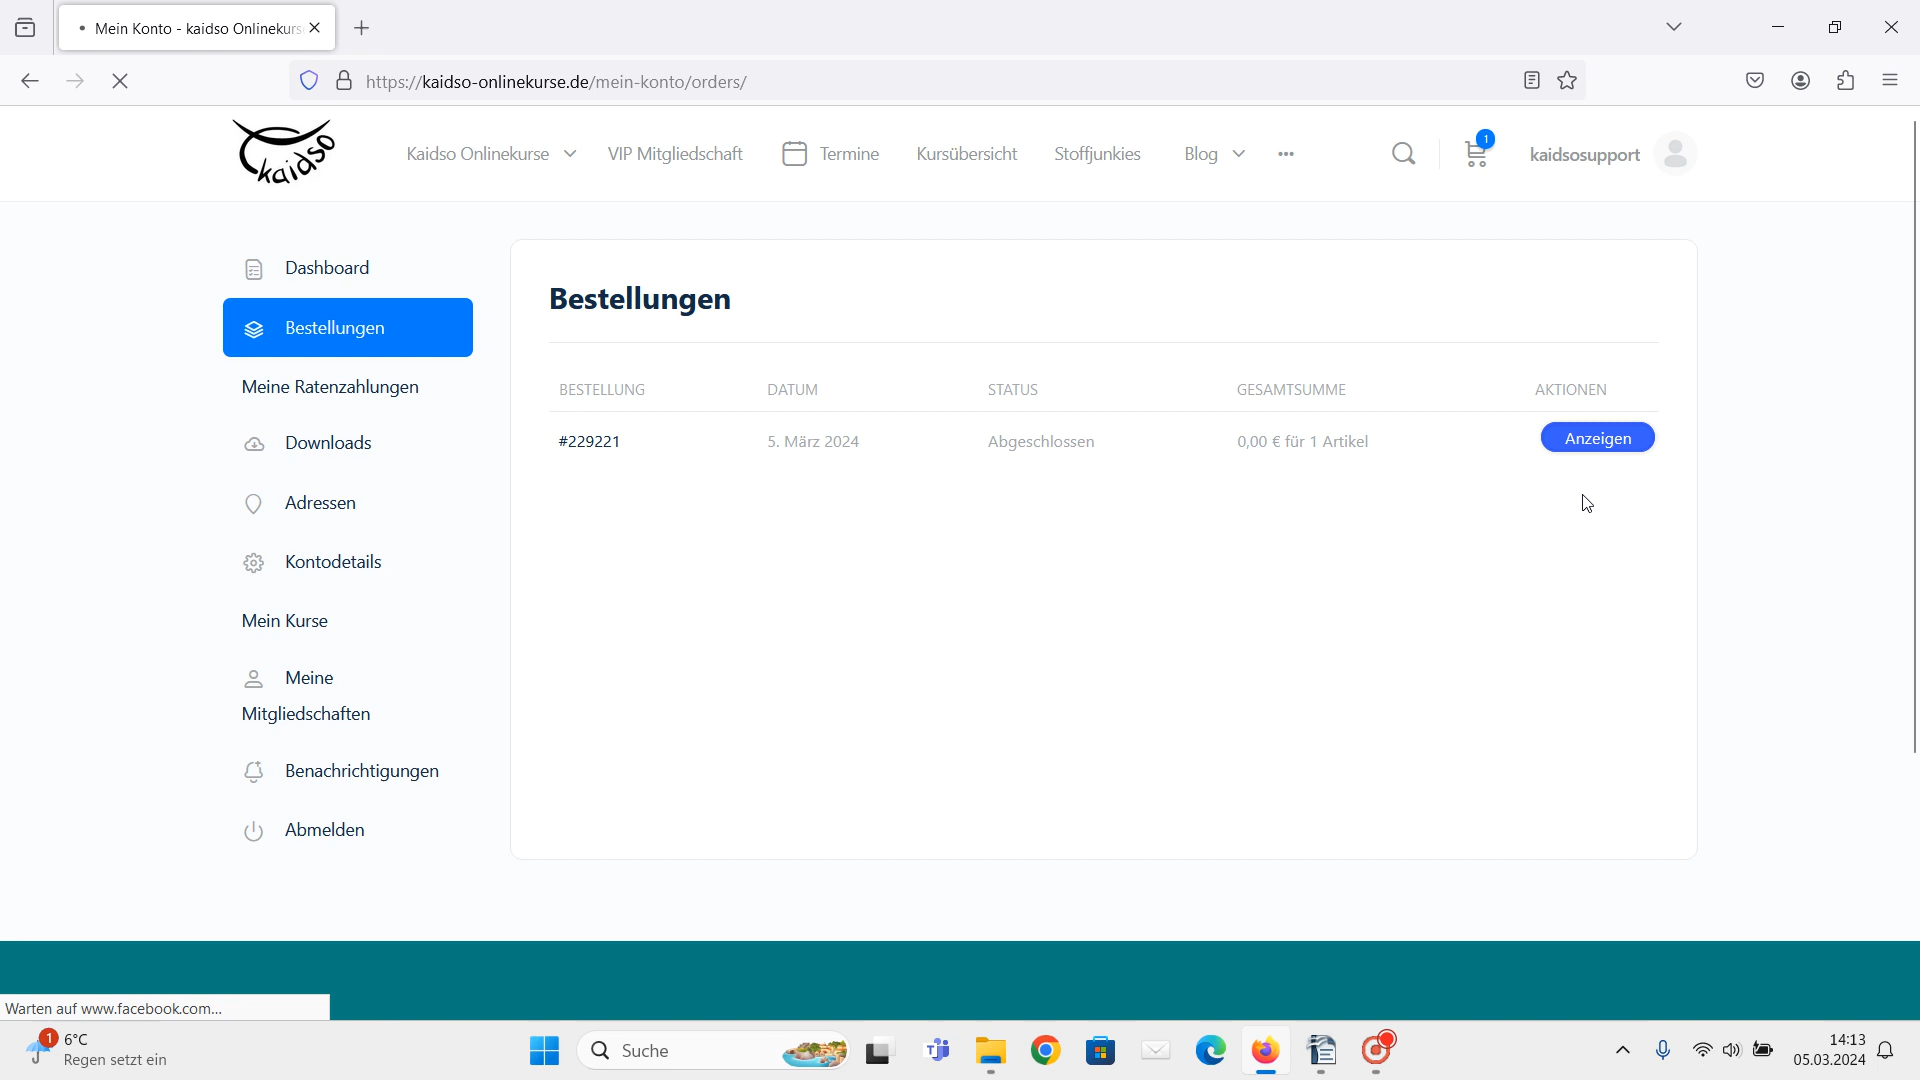 Mein Konto - kaidso Onlinekurs
https://kaidso-onlinekurse.de/mein-konto/orders/
kaidso
Kaidso Onlinekurse
VIP Mitgliedschaft
Termine
Kursübersicht
Stoffjunkies
Blog
1
kaidsosupport
Dashboard
Bestellungen
Meine Ratenzahlungen
Downloads
Adressen
Kontodetails
Mein Kurse
Meine
Mitgliedschaften
Benachrichtigungen
Abmelden
Bestellungen
BESTELLUNG DATUM STATUS GESAMTSUMME AKTIONEN
#229221 5. März 2024 Abgeschlossen 0,00 € für 1 Artikel Anzeigen
Warten auf www.facebook.com...
1
6°C
Regen setzt ein
Suche
14:13
05.03.2024